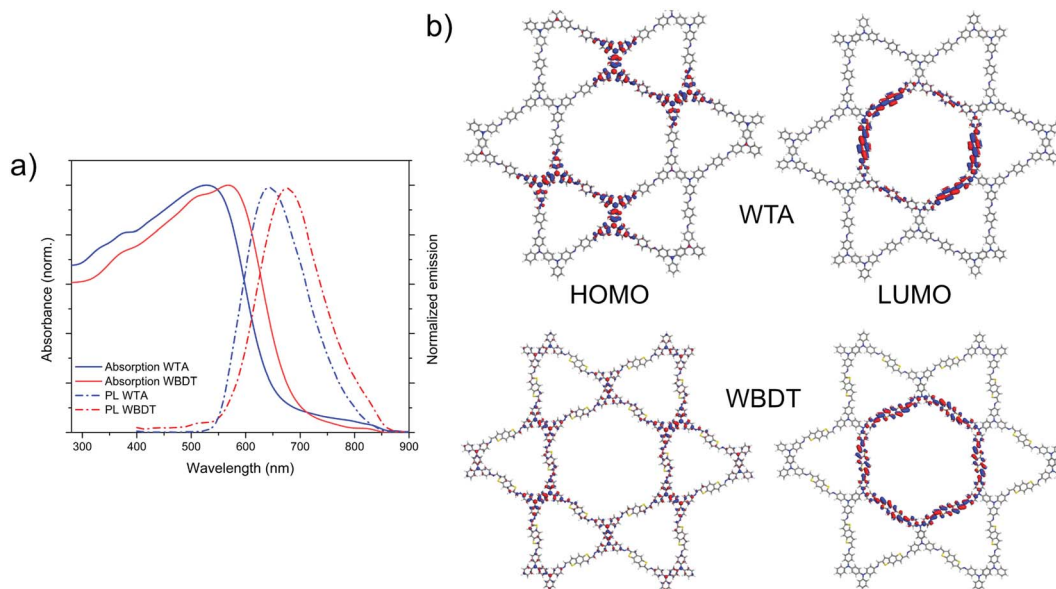 a)
Absorbance (norm.)
Normalized emission
Absorption WTA
Absorption WBDT
PL WTA
PL WBDT
300 400 500 600 700 800 900
Wavelength (nm)
b)
WTA
HOMO
LUMO
WBDT